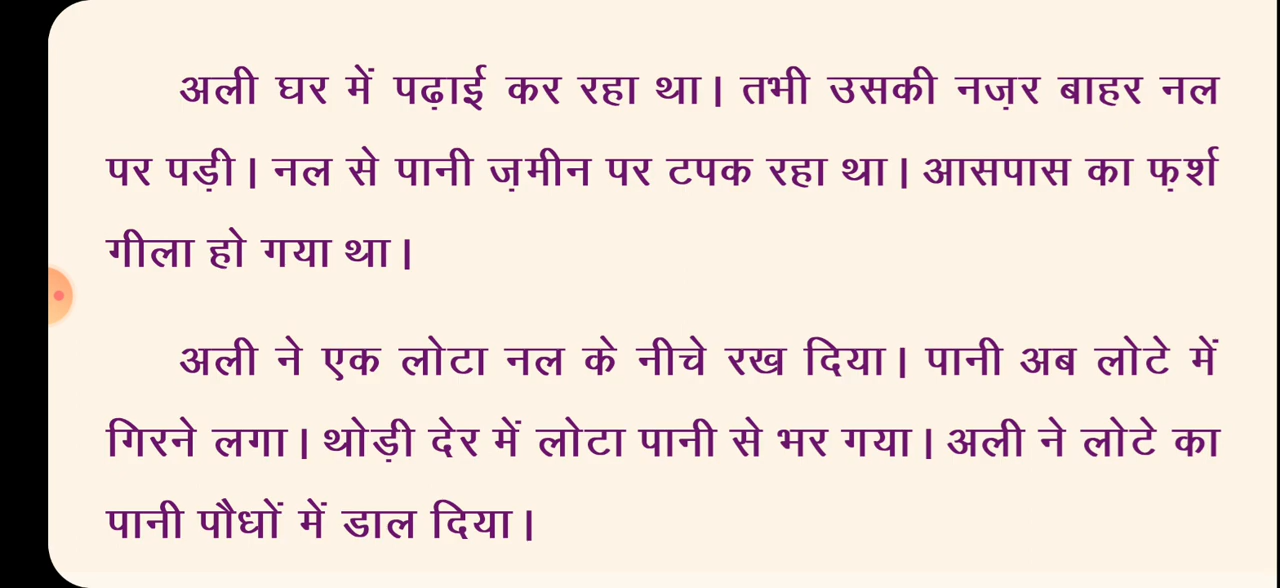 अली घर में पढ़ाई कर रहा था। तभी उसकी नज़र बाहर नल
पर पड़ी। नल से पानी ज़मीन पर टपक रहा था। आसपास का फ़र्श
गीला हो गया था।
अली ने एक लोटा नल के नीचे रख दिया। पानी अब लोटे में
गिरने लगा। थोड़ी देर में लोटा पानी से भर गया। अली ने लोटे का
पानी पौधों में डाल दिया।